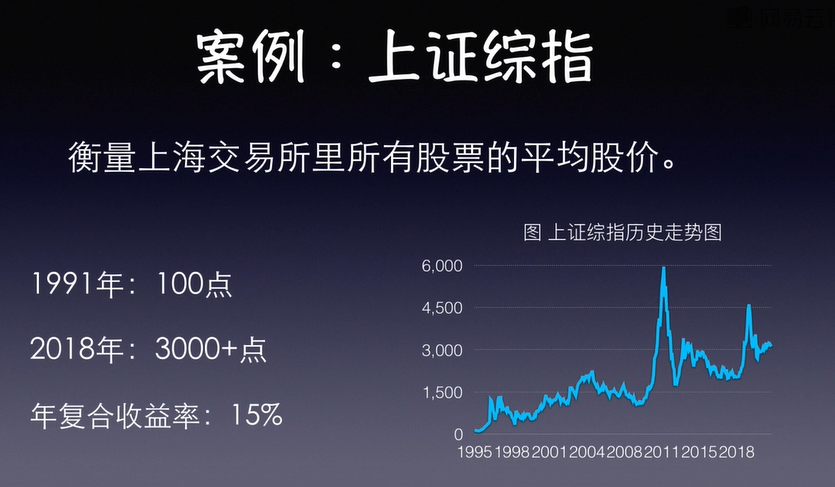 网易云
案例：上证综指
衡量上海交易所里所有股票的平均股价。
1991年：100点
2018年：3000+点
年复合收益率：15%
图 上证综指历史走势图
6,000
4,500
3,000
1,500
0
1995 1998 2001 2004 2008 2011 2015 2018